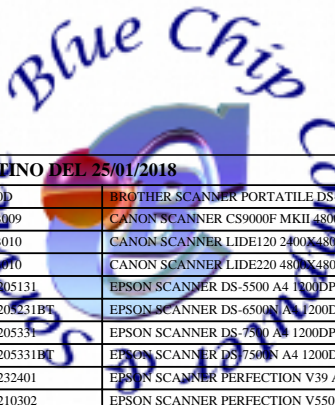 Blue Chip Computer & Servi
TINO DEL 25/01/2018
0D BROTHER SCANNER PORTATILE DS-
009 CANON SCANNER CS9000F MKII 480
010 CANON SCANNER LIDE120 2400X480
010 CANON SCANNER LIDE220 4800X480
205131 EPSON SCANNER DS-5500 A4 1200DP
205231BT EPSON SCANNER DS-6500N A4 1200D
205331 EPSON SCANNER DS-7500 A4 1200DP
205331BT EPSON SCANNER DS-7500N A4 1200D
232401 EPSON SCANNER PERFECTION V39 A
210302 EPSON SCANNER PERFECTION V550